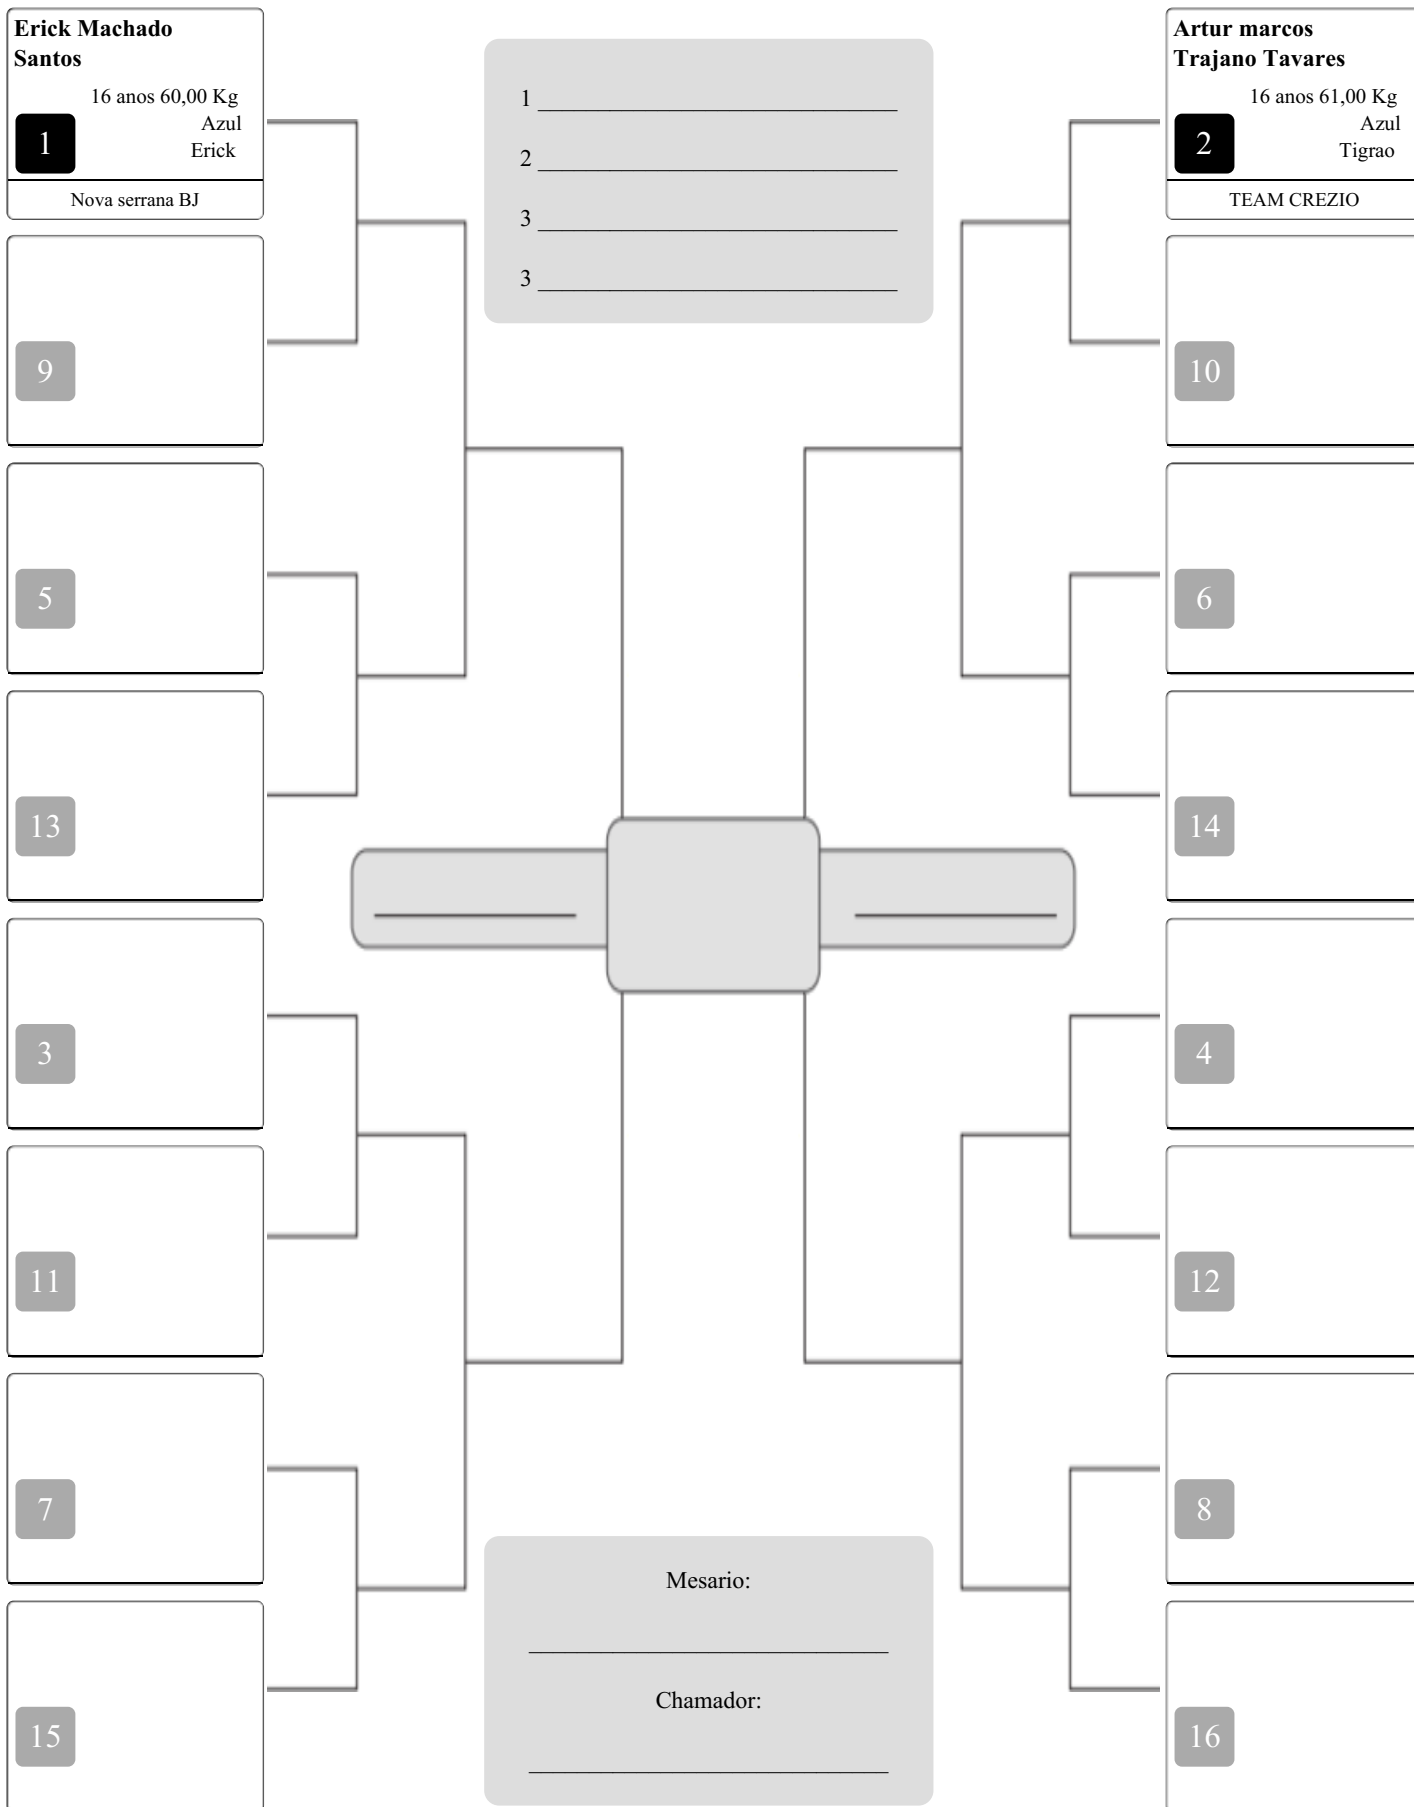 Erick Machado
Santos
16 anos 60,00 Kg
Azul
1
Erick
Nova serrana BJ
9
5
13
3
11
7
15
1
2
3
3
Mesario:
Chamador:
Artur marcos
Trajano Tavares
16 anos 61,00 Kg
Azul
2
Tigrao
TEAM CREZIO
10
6
14
4
12
8
16